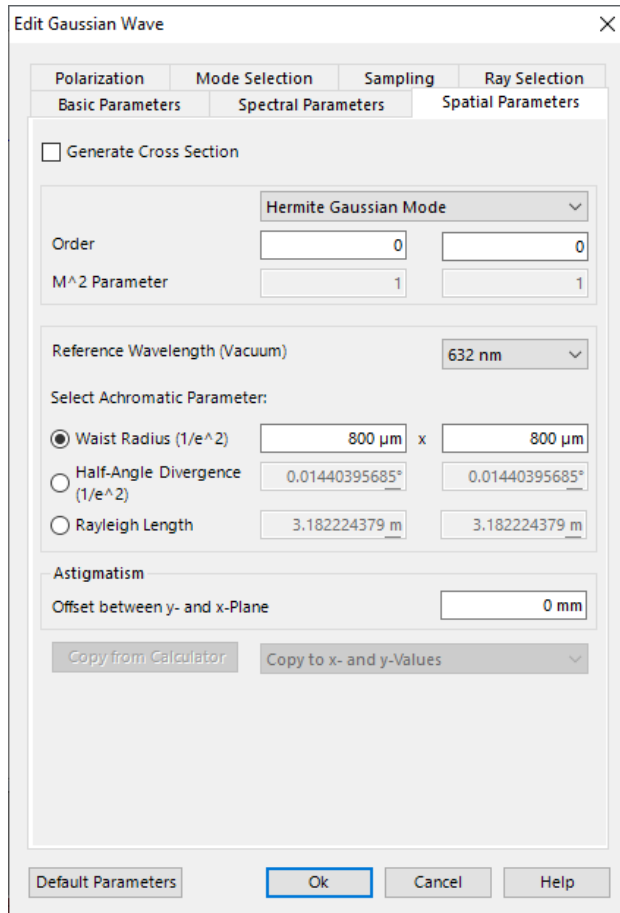 Edit Gaussian Wave
Polarization Mode Selection Sampling Ray Selection
Basic Parameters Spectral Parameters Spatial Parameters
Generate Cross Section
Hermite Gaussian Mode
Order 0 0
M^2 Parameter 1 1
Reference Wavelength (Vacuum) 632 nm
Select Achromatic Parameter:
Waist Radius (1/e^2) 800 µm x 800 µm
Half-Angle Divergence
(1/e^2) 0.01440395685° 0.01440395685°
Rayleigh Length 3.182224379 m 3.182224379 m
Astigmatism
Offset between y- and x-Plane 0 mm
Copy from Calculator Copy to x- and y-Values
Default Parameters Ok Cancel Help